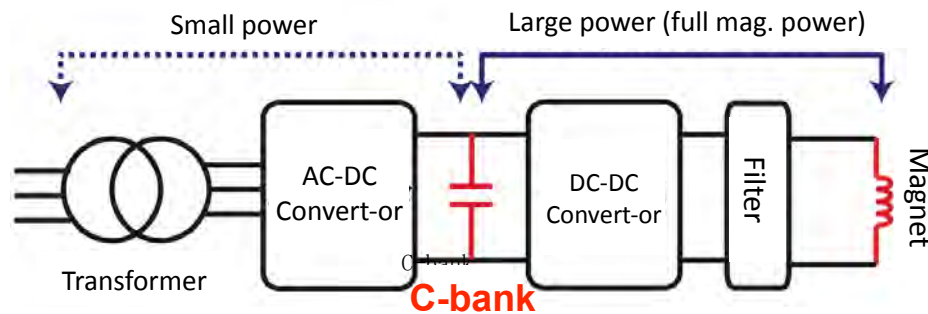 Small power
Large power (full mag. power)
AC-DC
Convert-or
DC-DC
Convert-or
Filter
Magnet
Transformer
C-bank